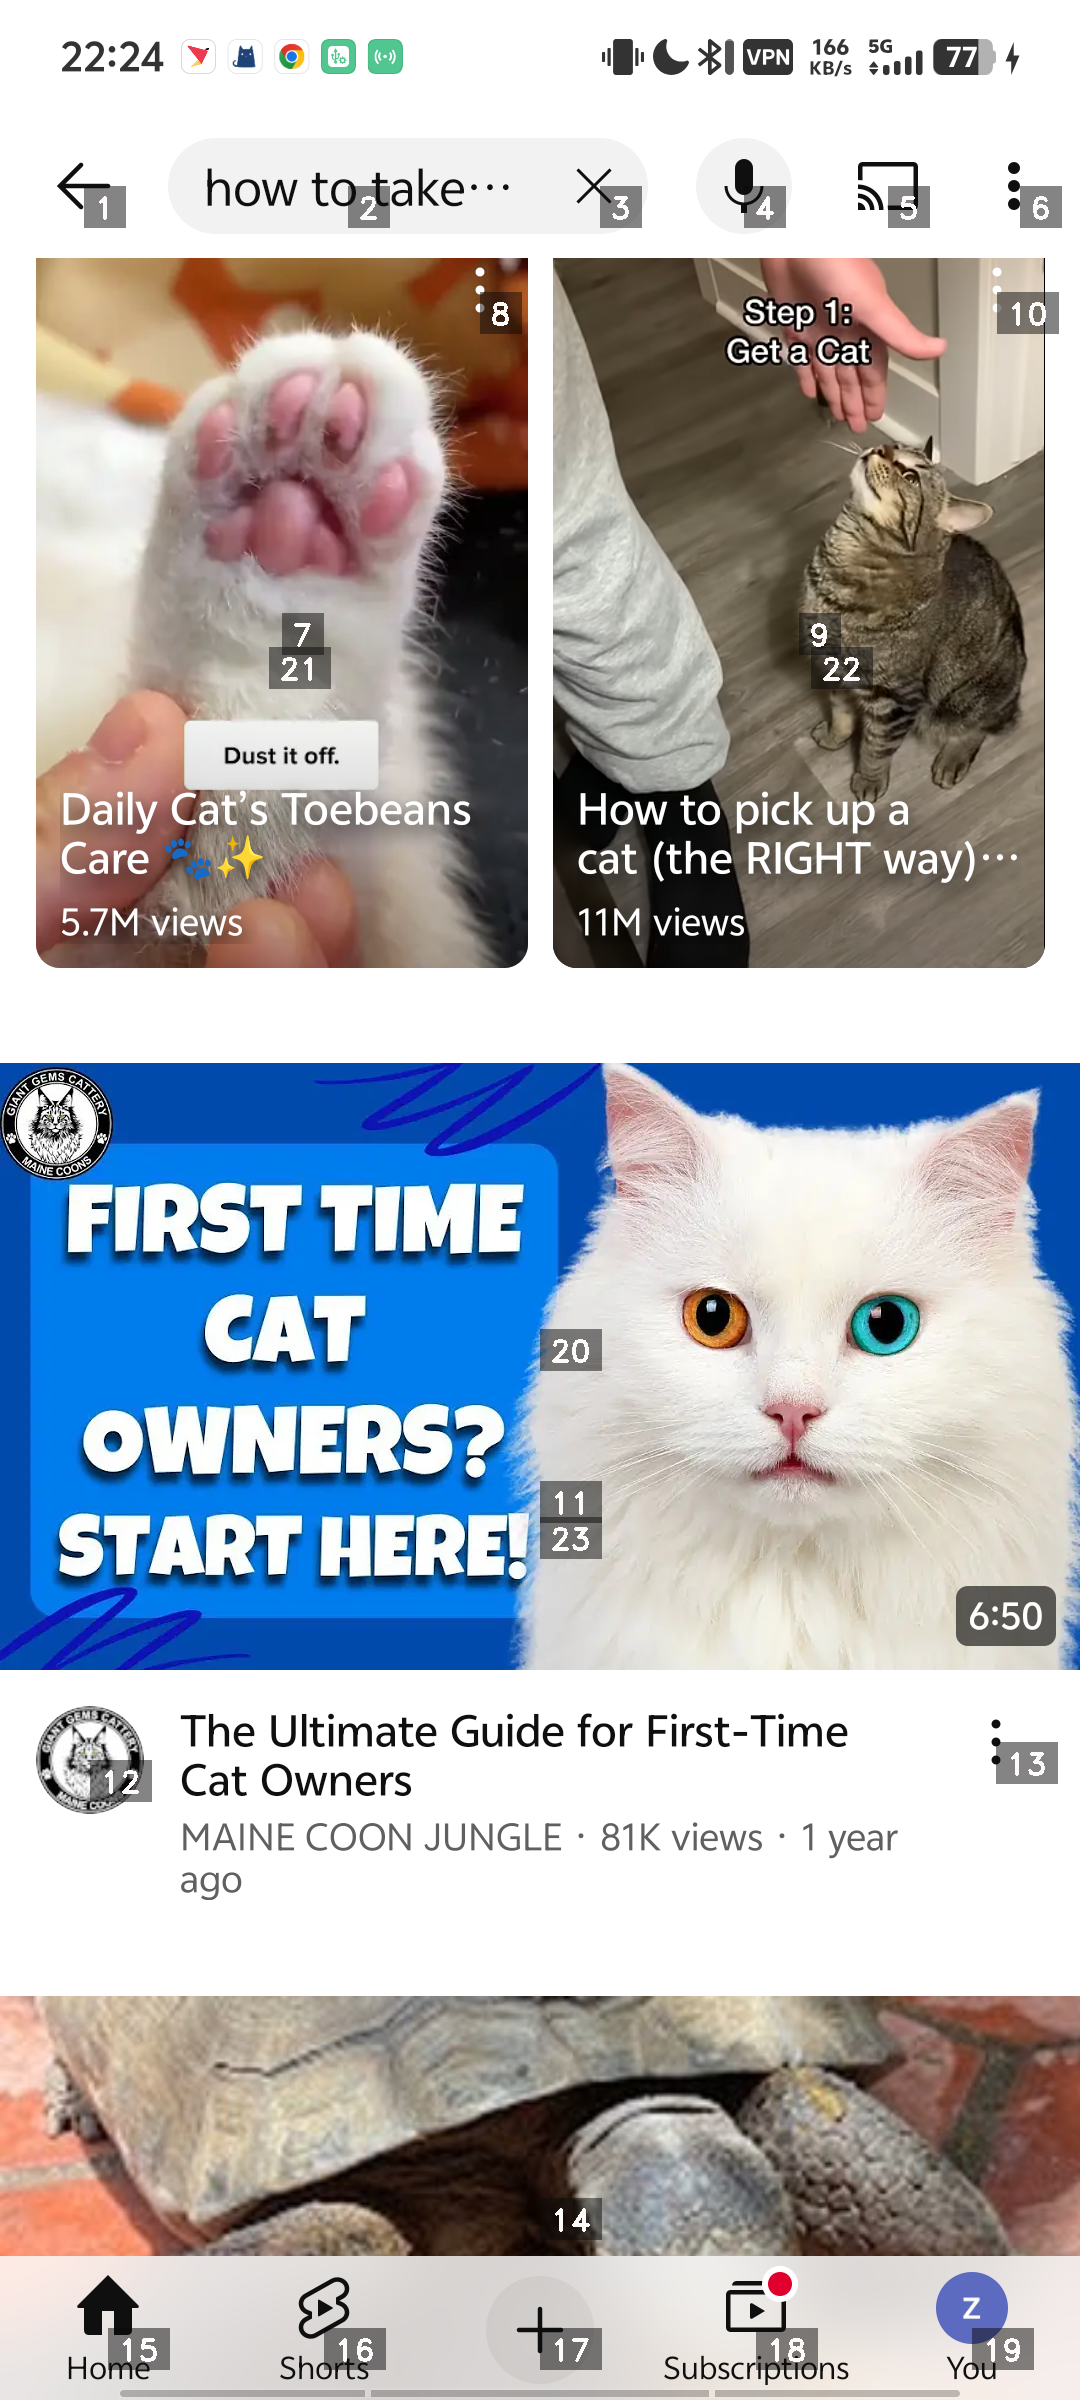 22:24
VPN
166
KB/s
5G
77
how to take···
1
2
3
4
5
6
8
Step 1:
Get a Cat
10
7
21
9
22
Dust it off.
Daily Cat's Toebeans
Care 🐾✨
5.7M views
How to pick up a
cat (the RIGHT way)···
11M views
GIANT GEMS CATTERY
MAINE COONS
FIRST TIME
CAT
OWNERS?
START HERE!
20
11
23
6:50
The Ultimate Guide for First-Time
Cat Owners
12
13
MAINE COON JUNGLE · 81K views · 1 year
ago
14
Z
15
16
17
18
19
Home
Shorts
Subscriptions
You